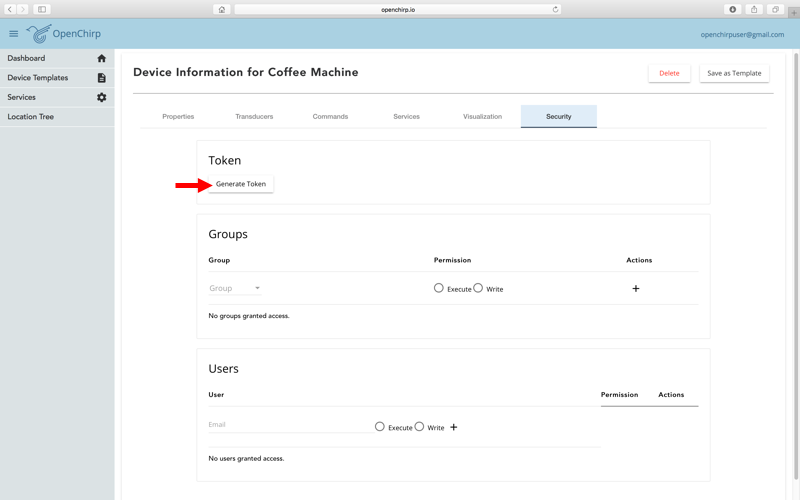 openchirp.io
OpenChirp
openchirpuser@gmail.com
Dashboard
Device Templates
Services
Location Tree
Device Information for Coffee Machine
Delete
Save as Template
Properties
Transducers
Commands
Services
Visualization
Security
Token
Generate Token
Groups
Group Permission Actions
Group Execute Write +
No groups granted access.
Users
User Permission Actions
Email Execute Write +
No users granted access.